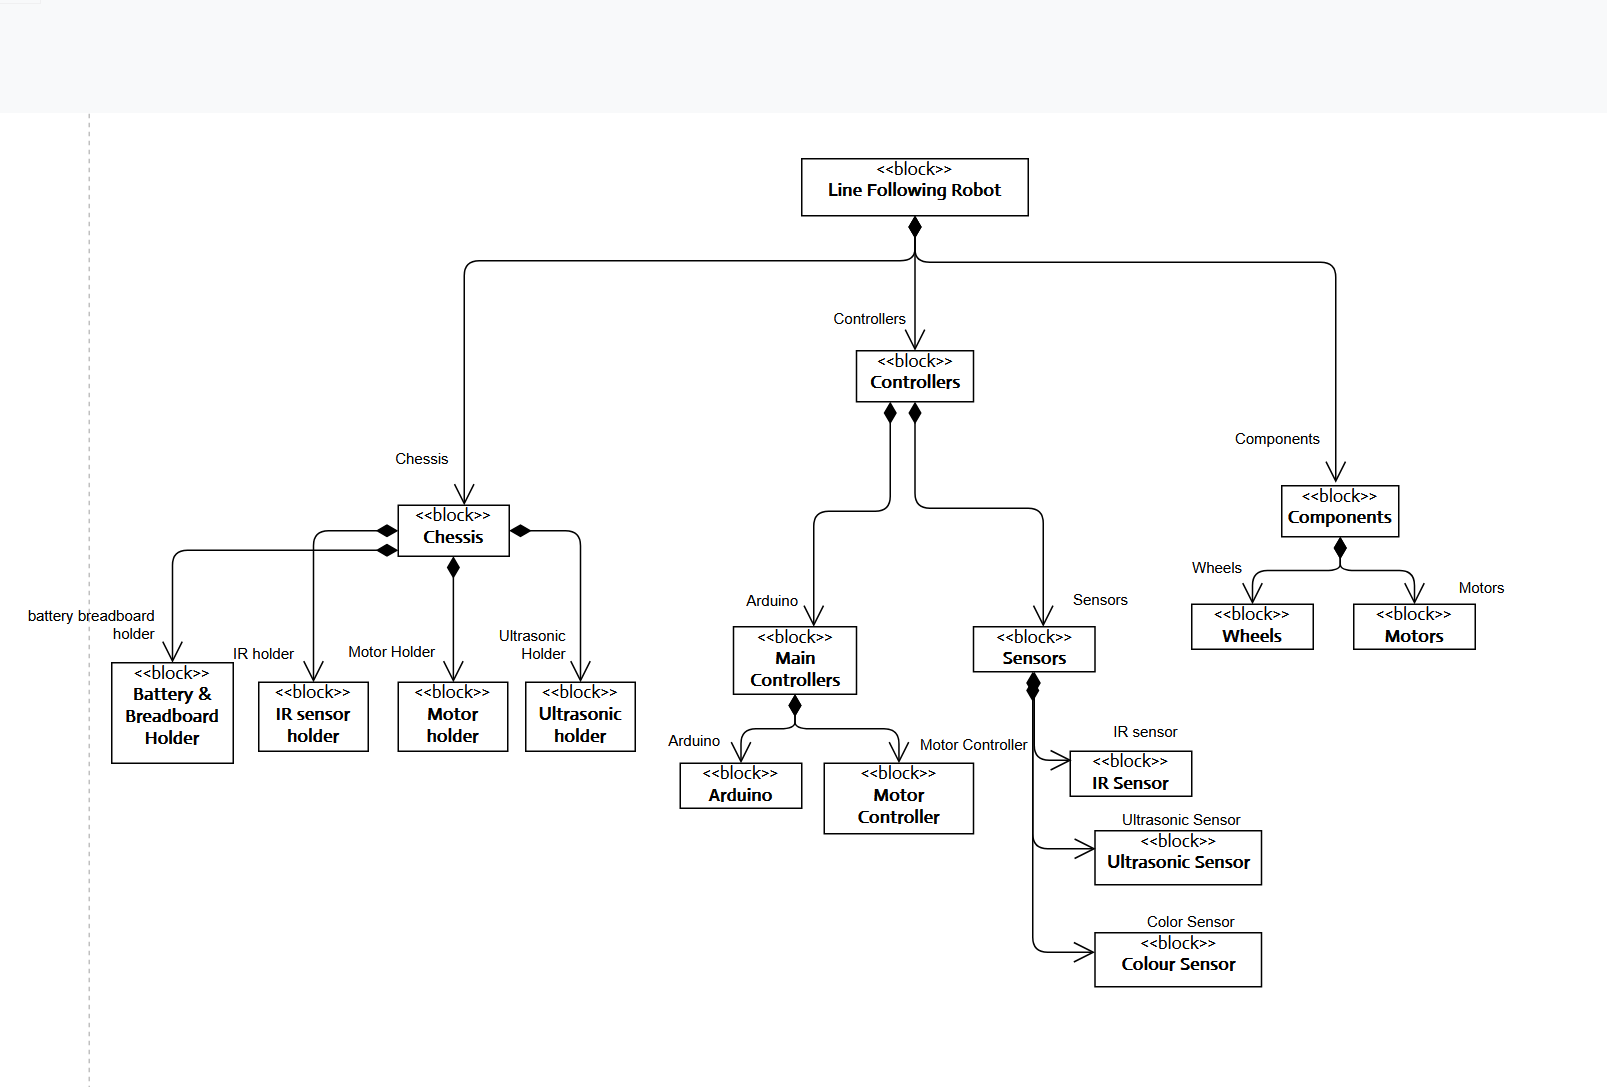 <<block>>
Line Following Robot
Controllers
<<block>>
Controllers
Chessis
<<block>>
Chessis
Components
<<block>>
Components
battery breadboard
holder
<<block>>
Battery &
Breadboard
Holder
IR holder
<<block>>
IR sensor
holder
Motor Holder
<<block>>
Motor
holder
Ultrasonic
Holder
<<block>>
Ultrasonic
holder
Arduino
<<block>>
Main
Controllers
Sensors
<<block>>
Sensors
Wheels
<<block>>
Wheels
Motors
<<block>>
Motors
Arduino
<<block>>
Arduino
Motor Controller
<<block>>
Motor
Controller
IR sensor
<<block>>
IR Sensor
Ultrasonic Sensor
<<block>>
Ultrasonic Sensor
Color Sensor
<<block>>
Colour Sensor